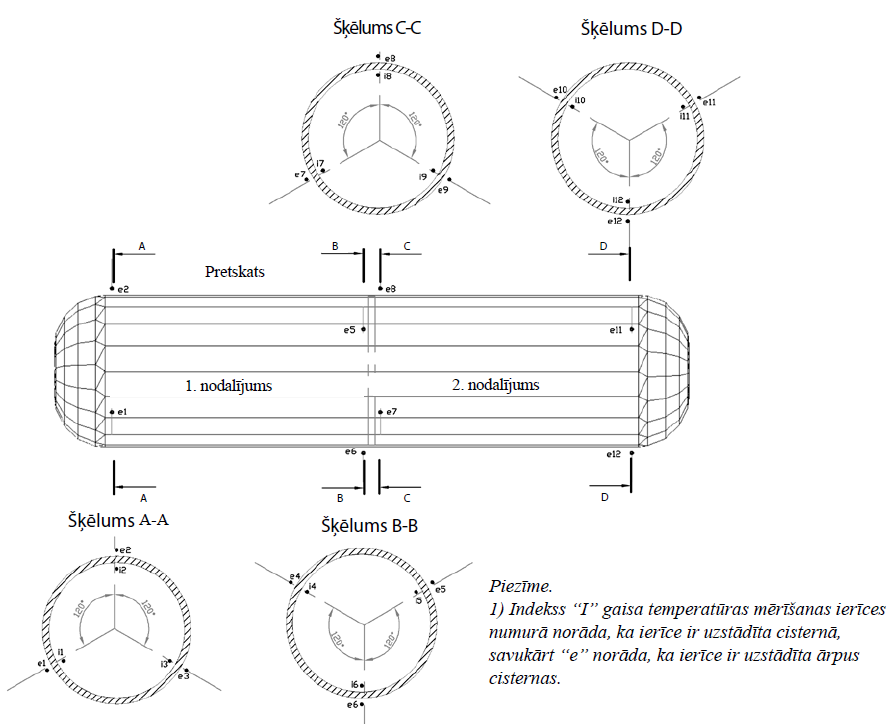 Šķēlums C-C
Šķēlums D-D
e8
i8
120°
120°
i7
e7
i9
e9
e10
i10
e11
i11
120°
120°
i12
e12
A
B
C
D
Pretskats
e2
e8
e5
e11
1. nodalījums
2. nodalījums
e1
e7
e6
e12
A
B
C
D
Šķēlums A-A
Šķēlums B-B
e2
i2
120°
120°
i1
e1
i3
e3
e4
i4
e5
120°
120°
i6
e6
Piezīme.
1) Indekss “I” gaisa temperatūras mērīšanas ierīces
numurā norāda, ka ierīce ir uzstādīta cisternā,
savukārt “e” norāda, ka ierīce ir uzstādīta ārpus
cisternas.